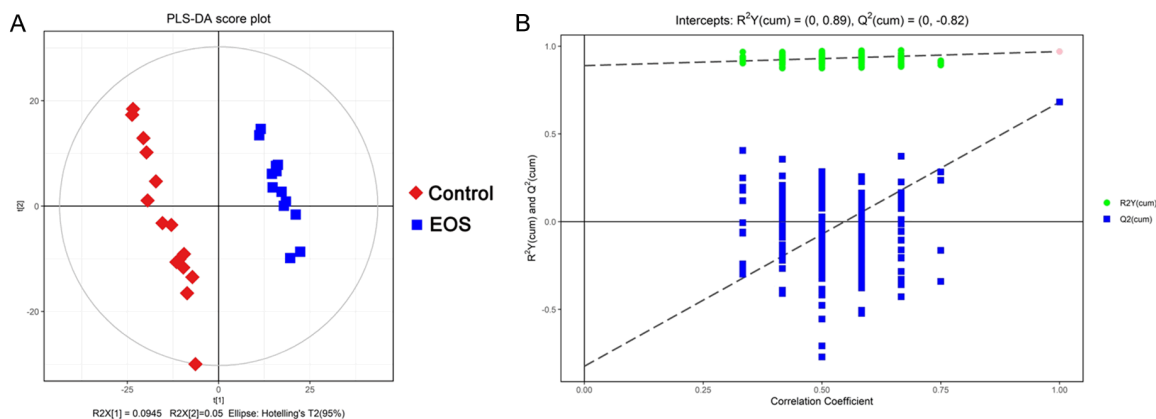 A
PLS-DA score plot
20
0
-20
t[2]
-25
0
25
t[1]
R2X[1] = 0.0945 R2X[2]=0.05 Ellipse: Hotelling's T2(95%)
Control
EOS
B
Intercepts: R²Y(cum) = (0, 0.89), Q²(cum) = (0, -0.82)
1.0
0.5
0.0
-0.5
R²Y(cum) and Q²(cum)
0.00
0.25
0.50
0.75
1.00
Correlation Coefficient
R2Y(cum)
Q2(cum)